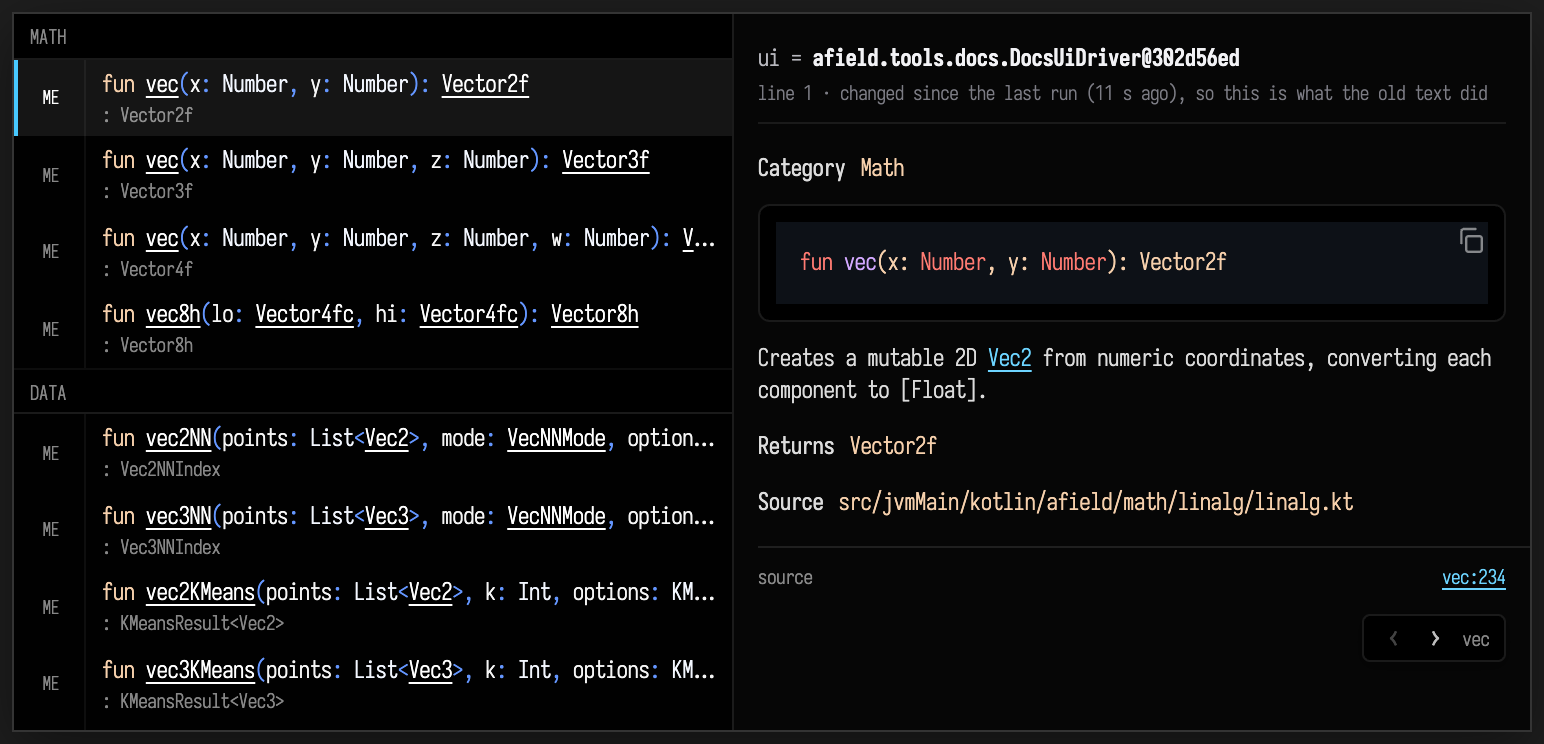 MATH
ME
fun vec(x: Number, y: Number): Vector2f
: Vector2f
ME
fun vec(x: Number, y: Number, z: Number): Vector3f
: Vector3f
ME
fun vec(x: Number, y: Number, z: Number, w: Number): V...
: Vector4f
ME
fun vec8h(lo: Vector4fc, hi: Vector4fc): Vector8h
: Vector8h
DATA
ME
fun vec2NN(points: List<Vec2>, mode: VecNNMode, option...
: Vec2NNIndex
ME
fun vec3NN(points: List<Vec3>, mode: VecNNMode, option...
: Vec3NNIndex
ME
fun vec2KMeans(points: List<Vec2>, k: Int, options: KM...
: KMeansResult<Vec2>
ME
fun vec3KMeans(points: List<Vec3>, k: Int, options: KM...
: KMeansResult<Vec3>
ui = afield.tools.docs.DocsUiDriver@302d56ed
line 1 · changed since the last run (11 s ago), so this is what the old text did
Category Math
fun vec(x: Number, y: Number): Vector2f
Creates a mutable 2D Vec2 from numeric coordinates, converting each
component to [Float].
Returns Vector2f
Source src/jvmMain/kotlin/afield/math/linalg/linalg.kt
source
vec:234
‹ › vec